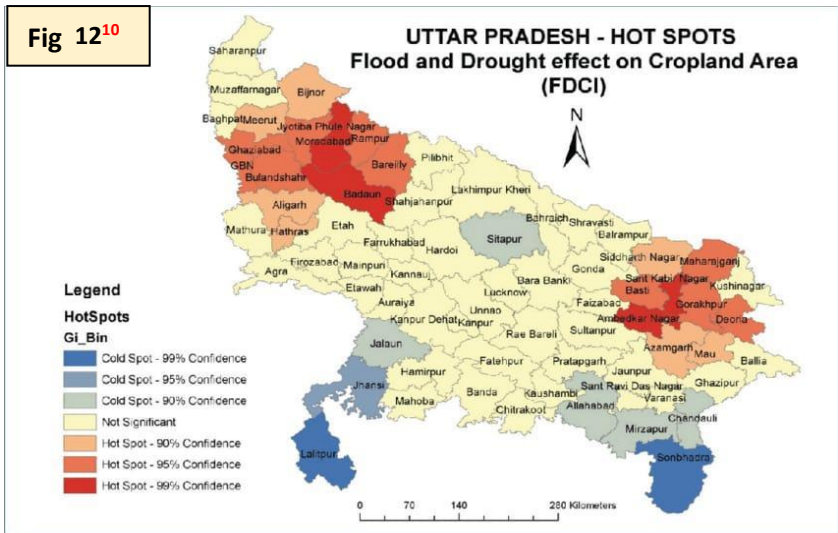 Fig 12¹⁰
UTTAR PRADESH - HOT SPOTS
Flood and Drought effect on Cropland Area
(FDCI)
N
Saharanpur
Muzaffarnagar
Bijnor
Baghpat
Meerut
Jyotiba Phule Nagar
Moradabad
Rampur
Ghaziabad
GBN
Bulandshahr
Bareilly
Pilibhit
Badaun
Shahjahanpur
Lakhimpur Kheri
Aligarh
Mathura
Hathras
Etah
Farrukhabad
Hardoi
Sitapur
Bahraich
Shravasti
Balrampur
Siddharth Nagar
Maharajganj
Agra
Firozabad
Mainpuri
Kannauj
Gonda
Sant Kabir Nagar
Kushinagar
Basti
Gorakhpur
Etawah
Auraiya
Lucknow
Bara Banki
Faizabad
Ambedkar Nagar
Deoria
Kanpur Dehat
Unnao
Kanpur
Rae Bareli
Sultanpur
Azamgarh
Mau
Ballia
Jalaun
Hamirpur
Fatehpur
Pratapgarh
Jaunpur
Ghazipur
Jhansi
Mahoba
Banda
Kaushambi
Sant Ravi Das Nagar
Varanasi
Chitrakoot
Allahabad
Chandauli
Mirzapur
Lalitpur
Sonbhadra
Legend
HotSpots
Gi_Bin
Cold Spot - 99% Confidence
Cold Spot - 95% Confidence
Cold Spot - 90% Confidence
Not Significant
Hot Spot - 90% Confidence
Hot Spot - 95% Confidence
Hot Spot - 99% Confidence
0 70 140 280 Kilometers